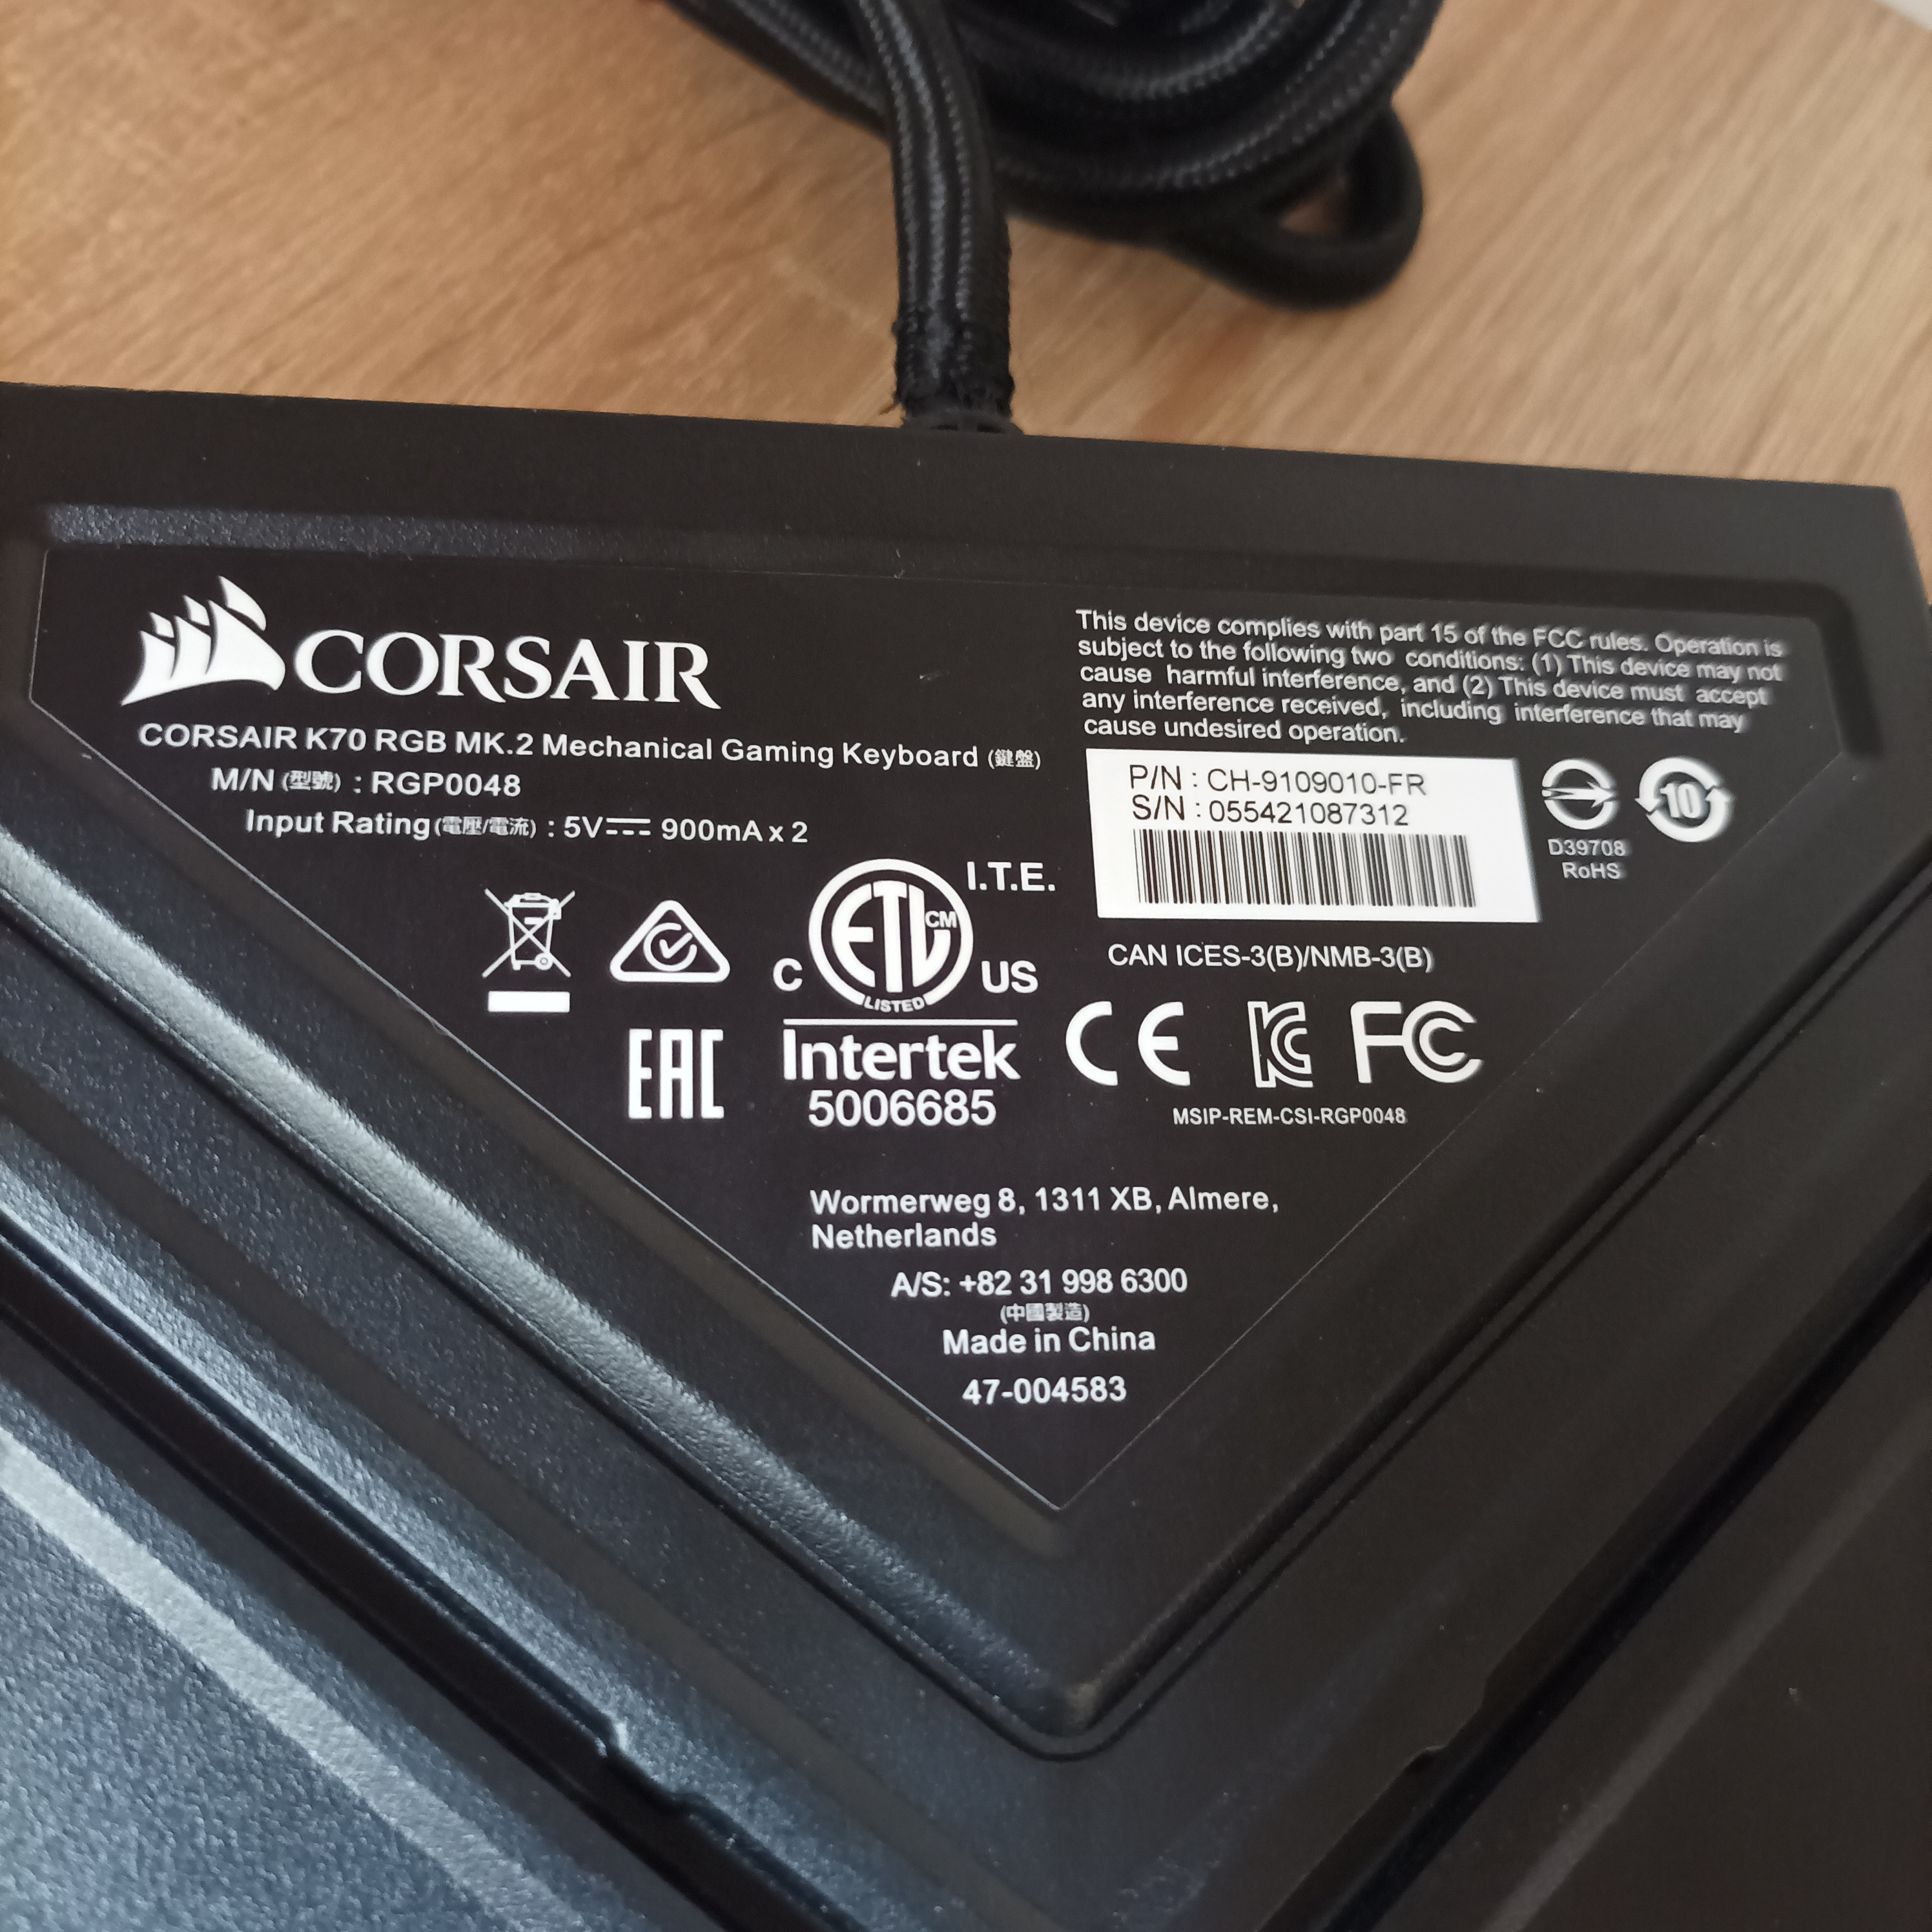 CORSAIR
CORSAIR K70 RGB MK.2 Mechanical Gaming Keyboard (鍵盤)
M/N (型號) : RGP0048
Input Rating (電壓/電流) : 5V 900mA x 2
This device complies with part 15 of the FCC rules. Operation is
subject to the following two conditions: (1) This device may not
cause harmful interference, and (2) This device must accept
any interference received, including interference that may
cause undesired operation.
P/N : CH-9109010-FR
S/N : 055421087312
10
D39708
RoHS
I.T.E.
C ETL CM US
LISTED
Intertek
5006685
EAC
CAN ICES-3(B)/NMB-3(B)
CE KC FC
MSIP-REM-CSI-RGP0048
Wormerweg 8, 1311 XB, Almere,
Netherlands
A/S: +82 31 998 6300
(中國製造)
Made in China
47-004583